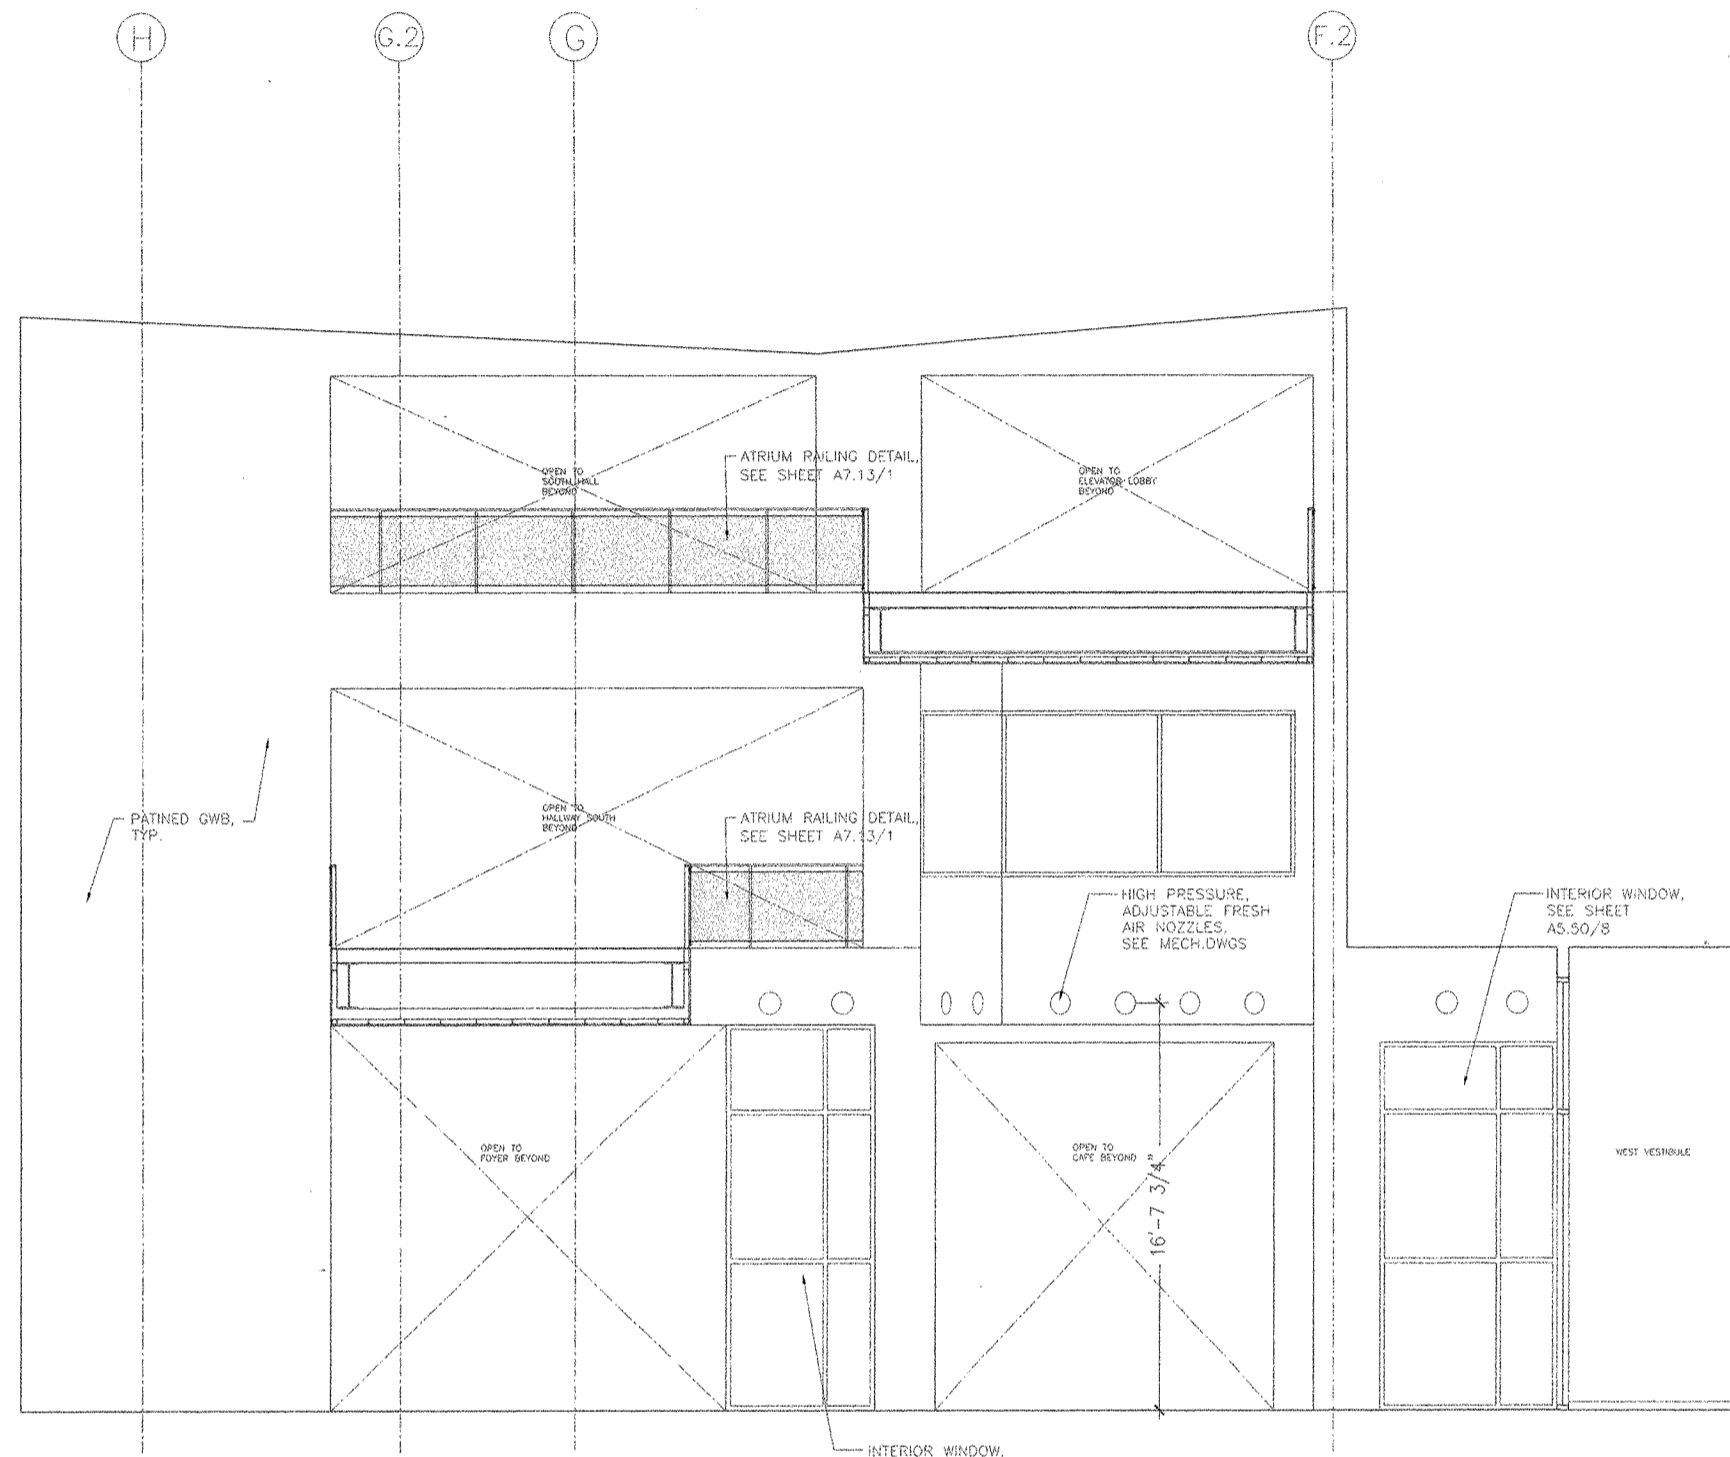 H
G.2
G
F.2
ATRIUM RAILING DETAIL,
SEE SHEET A7.13/1
OPEN TO
SOUTH HALL
BEYOND
OPEN TO
ELEVATOR LOBBY
BEYOND
PATINED GWB,
TYP.
OPEN TO
HALLWAY SOUTH
BEYOND
ATRIUM RAILING DETAIL,
SEE SHEET A7.13/1
HIGH PRESSURE,
ADJUSTABLE FRESH
AIR NOZZLES,
SEE MECH.DWGS
INTERIOR WINDOW,
SEE SHEET
A5.50/8
OPEN TO
FOYER BEYOND
OPEN TO
CAFE BEYOND
16'-7 3/4"
WEST VESTIBULE
INTERIOR WINDOW,